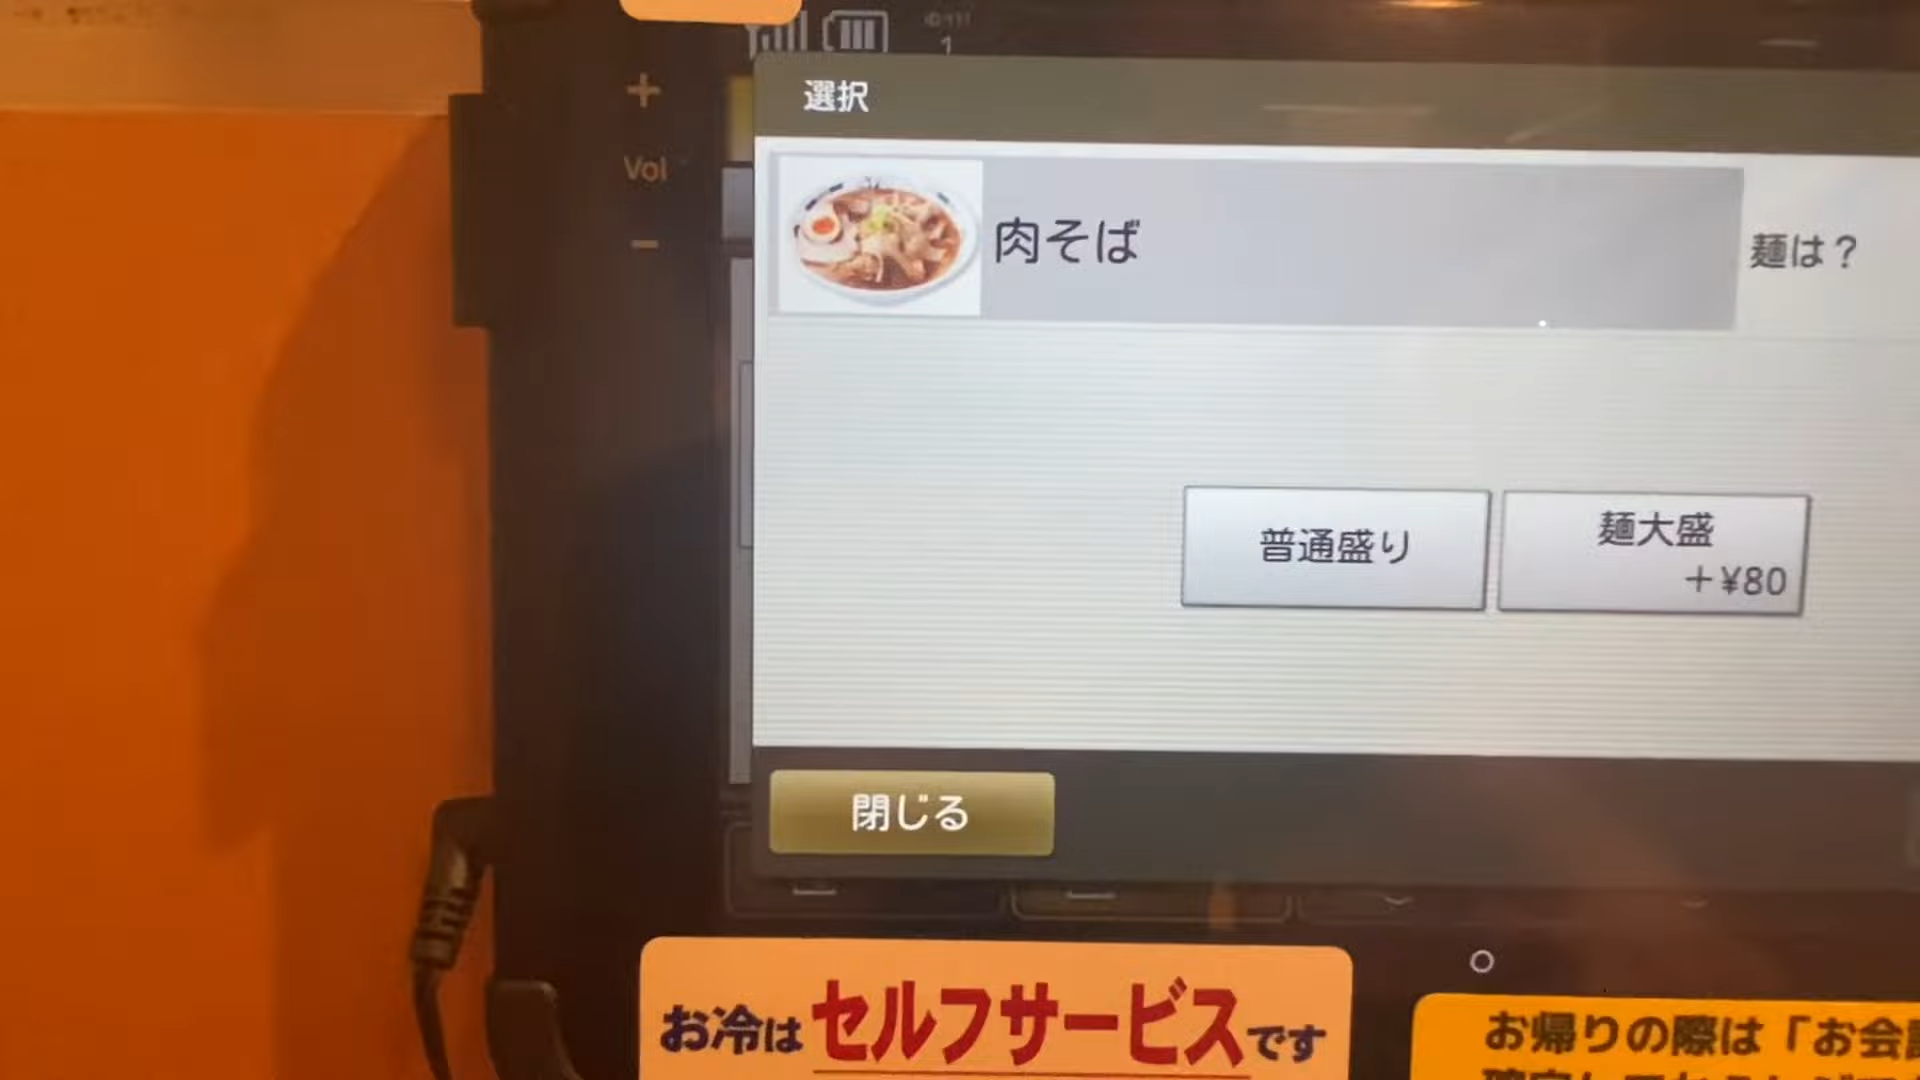 1
+
Vol
-
選択
肉そば
麺は？
普通盛り
麺大盛
+¥80
閉じる
お冷はセルフサービスです
お帰りの際は「お会